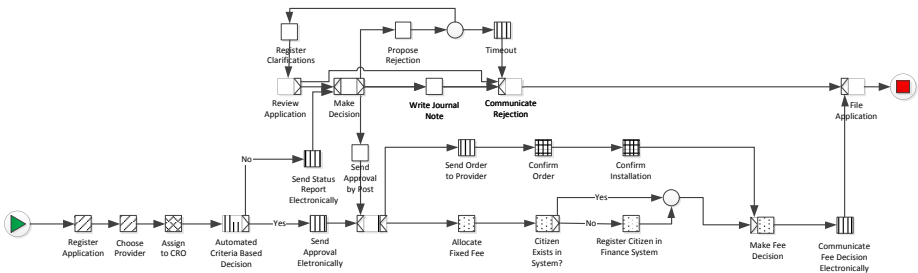 Register
Clarifications
Propose
Rejection
Timeout
Review
Application
Make
Decision
Write Journal
Note
Communicate
Rejection
File
Application
No
Send Status
Report
Electronically
Send
Approval
by Post
Send Order
to Provider
Confirm
Order
Confirm
Installation
Yes
Register
Application
Choose
Provider
Assign
to CRO
Automated
Criteria Based
Decision
Yes
Send
Approval
Eletronically
Allocate
Fixed Fee
Citizen
Exists in
System?
No
Register Citizen in
Finance System
Make Fee
Decision
Communicate
Fee Decision
Electronically